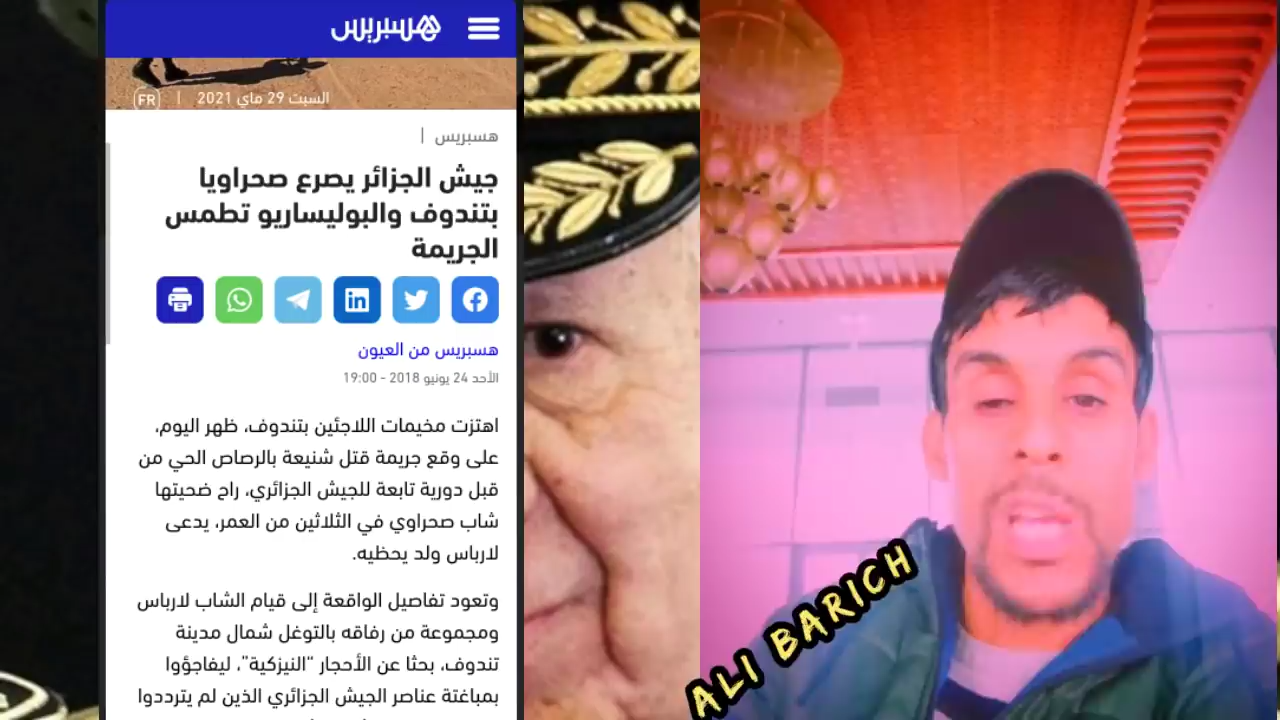 هسبريس
السبت 29 ماي 2021 | FR
هسبريس |
جيش الجزائر يصرع صحراويا
بتندوف والبوليساريو تطمس
الجريمة
هسبريس من العيون
الأحد 24 يونيو 2018 - 19:00
اهتزت مخيمات اللاجئين بتندوف، ظهر اليوم،
على وقع جريمة قتل شنيعة بالرصاص الحي من
قبل دورية تابعة للجيش الجزائري، راح ضحيتها
شاب صحراوي في الثلاثين من العمر، يدعى
لارباس ولد يحظيه.
وتعود تفاصيل الواقعة إلى قيام الشاب لارباس
ومجموعة من رفاقه بالتوغل شمال مدينة
تندوف، بحثا عن الأحجار "النيزكية"، ليفاجؤوا
بمباغتة عناصر الجيش الجزائري الذين لم يترددوا
ALI BARICH